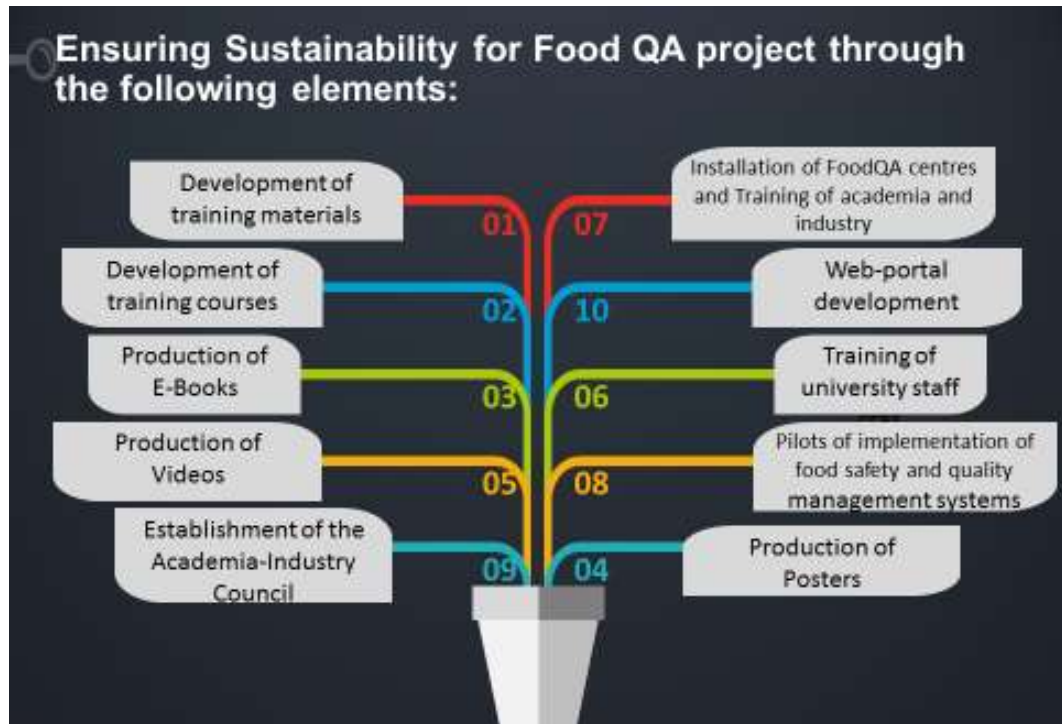 Ensuring Sustainability for Food QA project through
the following elements:
Development of
training materials
01
07
Installation of FoodQA centres
and Training of academia and
industry
Development of
training courses
02
10
Web-portal
development
Production of
E-Books
03
06
Training of
university staff
Production of
Videos
05
08
Pilots of implementation of
food safety and quality
management systems
Establishment of the
Academia-Industry
Council
09
04
Production of
Posters